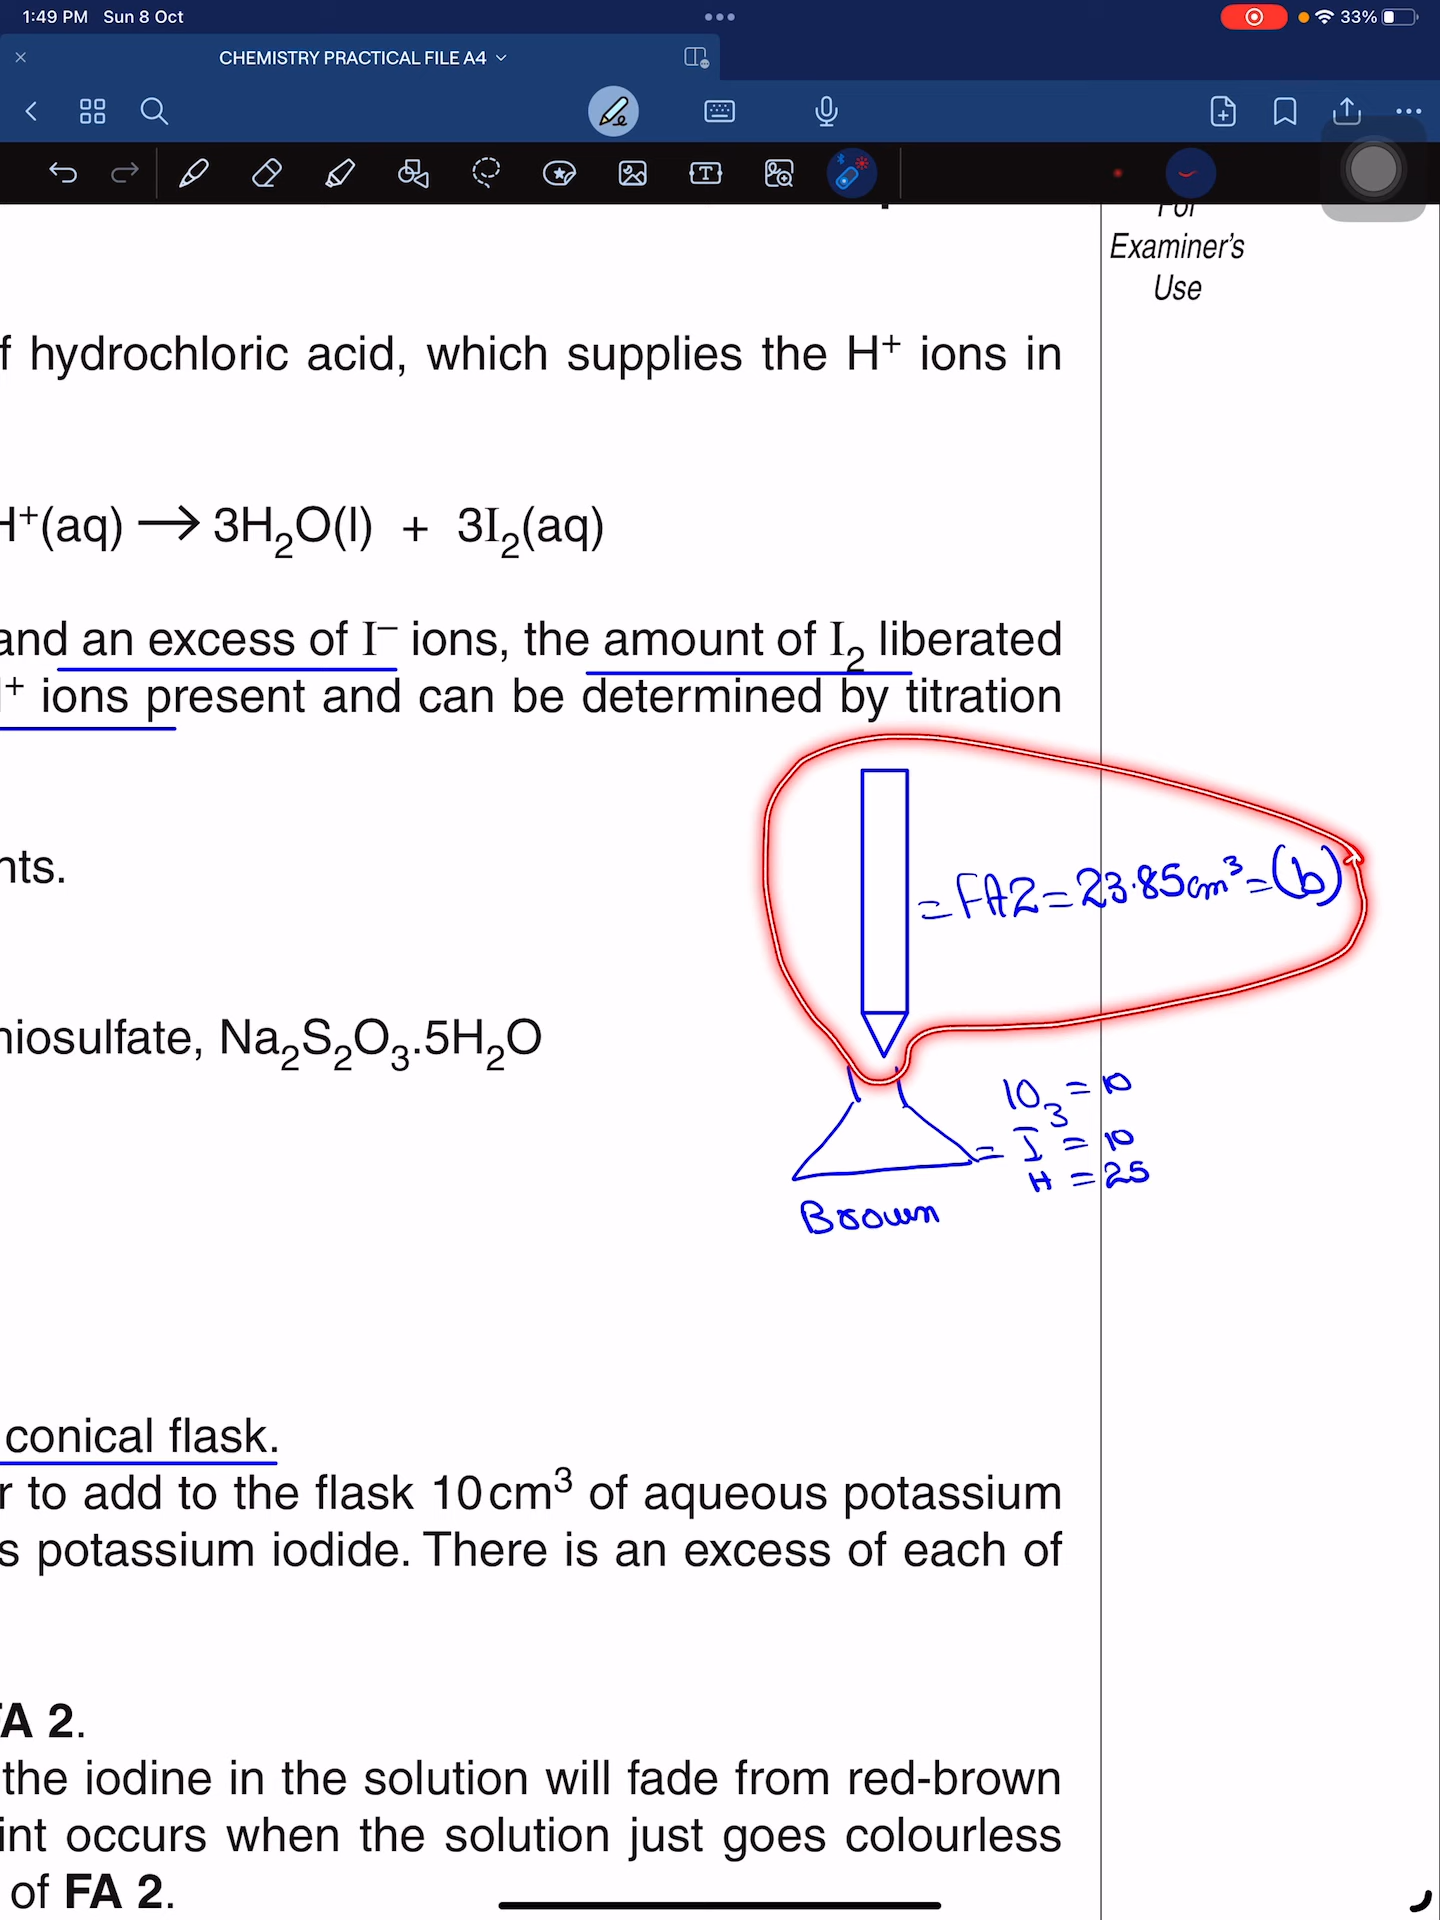 1:49 PM Sun 8 Oct
33%
CHEMISTRY PRACTICAL FILE A4
For
Examiner's
Use
f hydrochloric acid, which supplies the H⁺ ions in
H⁺(aq) → 3H₂O(l) + 3I₂(aq)
and an excess of I⁻ ions, the amount of I₂ liberated
⁺ ions present and can be determined by titration
nts.
= FA2 = 23.85cm³ = (b)
niosulfate, Na₂S₂O₃.5H₂O
IO₃ = 10
= I⁻ = 10
H = 25
Brown
conical flask.
r to add to the flask 10 cm³ of aqueous potassium
s potassium iodide. There is an excess of each of
FA 2.
the iodine in the solution will fade from red-brown
int occurs when the solution just goes colourless
of FA 2.